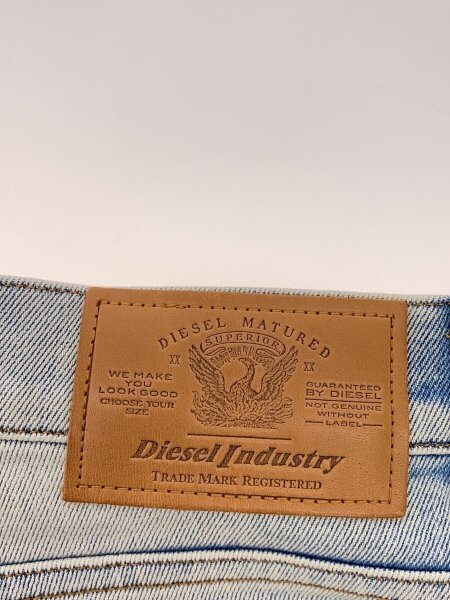 DIESEL MATURED
SUPERIOR
XX
XX
WE MAKE
YOU
LOOK GOOD
CHOOSE YOUR
SIZE
GUARANTEED
BY DIESEL
NOT GENUINE
WITHOUT
LABEL
Diesel Industry
TRADE MARK REGISTERED